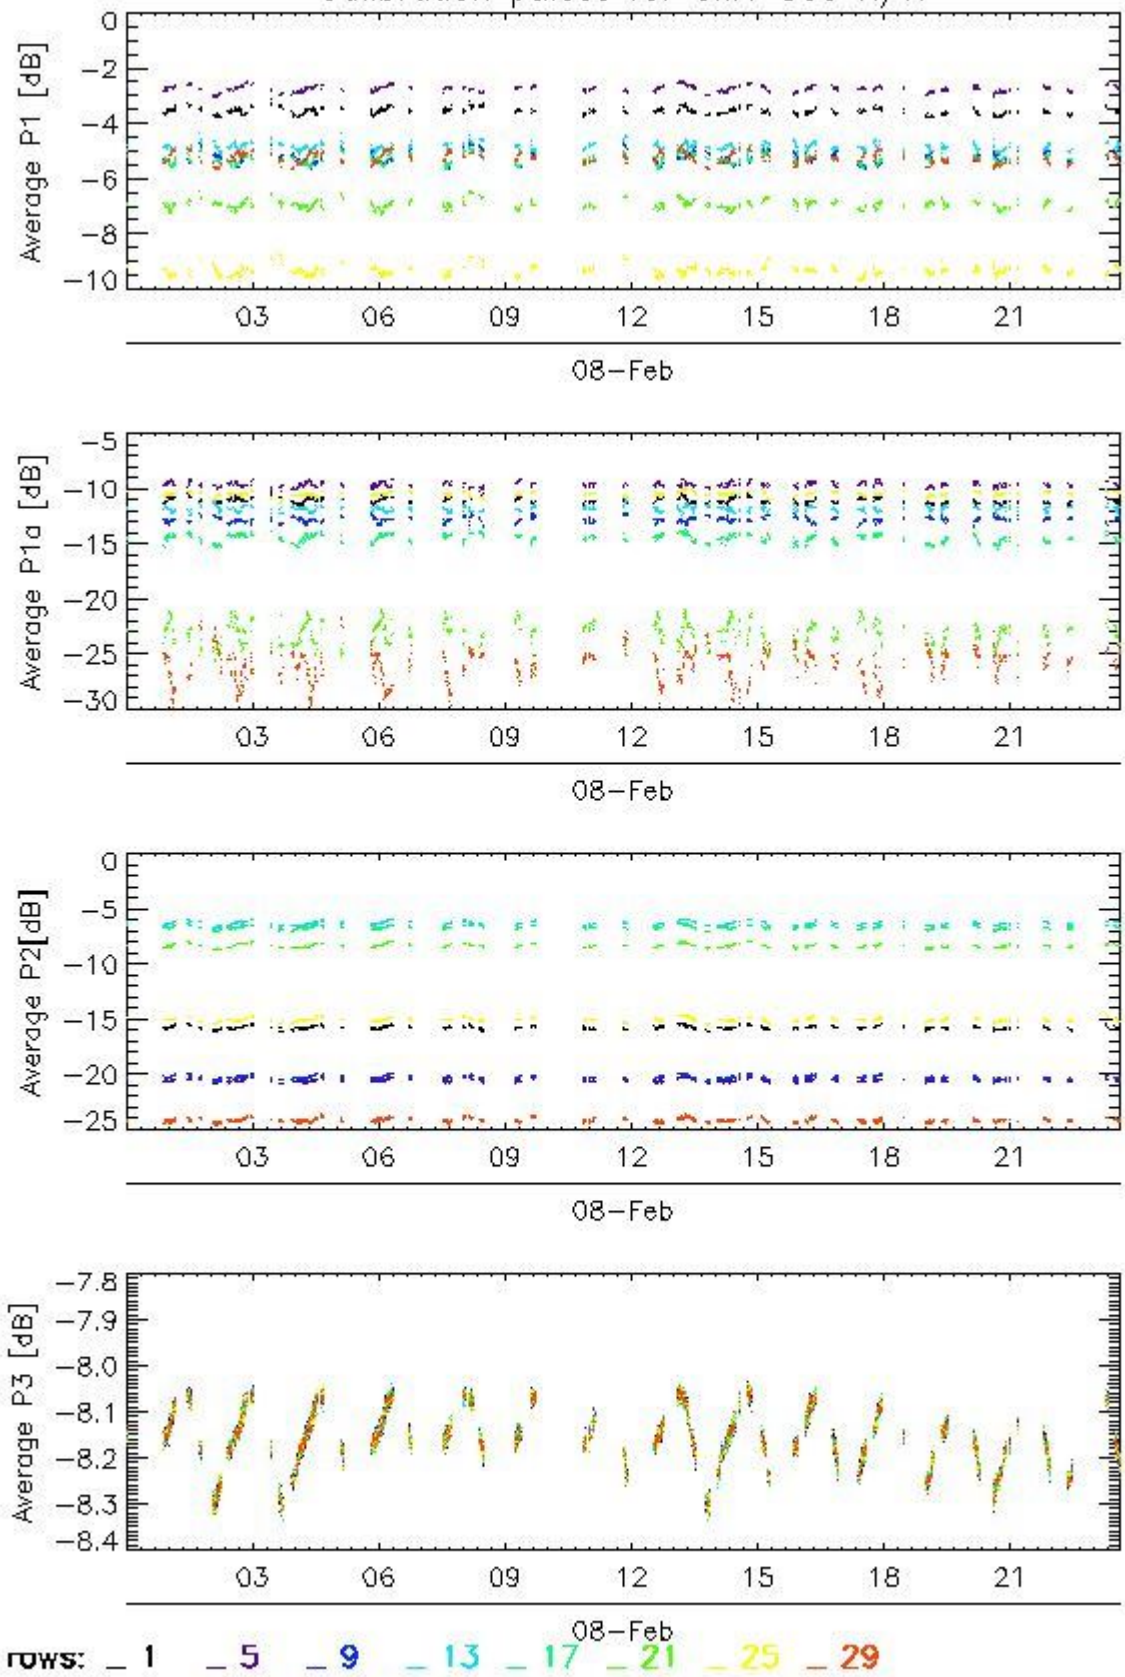 0
−2
−4
−6
−8
−10
Average P1 [dB]
03 06 09 12 15 18 21
08−Feb
−5
−10
−15
−20
−25
−30
Average P1a [dB]
03 06 09 12 15 18 21
08−Feb
0
−5
−10
−15
−20
−25
Average P2[dB]
03 06 09 12 15 18 21
08−Feb
−7.8
−7.9
−8.0
−8.1
−8.2
−8.3
−8.4
Average P3 [dB]
03 06 09 12 15 18 21
08−Feb
rows: _ 1 _ 5 _ 9 _ 13 _ 17 _ 21 _ 25 _ 29